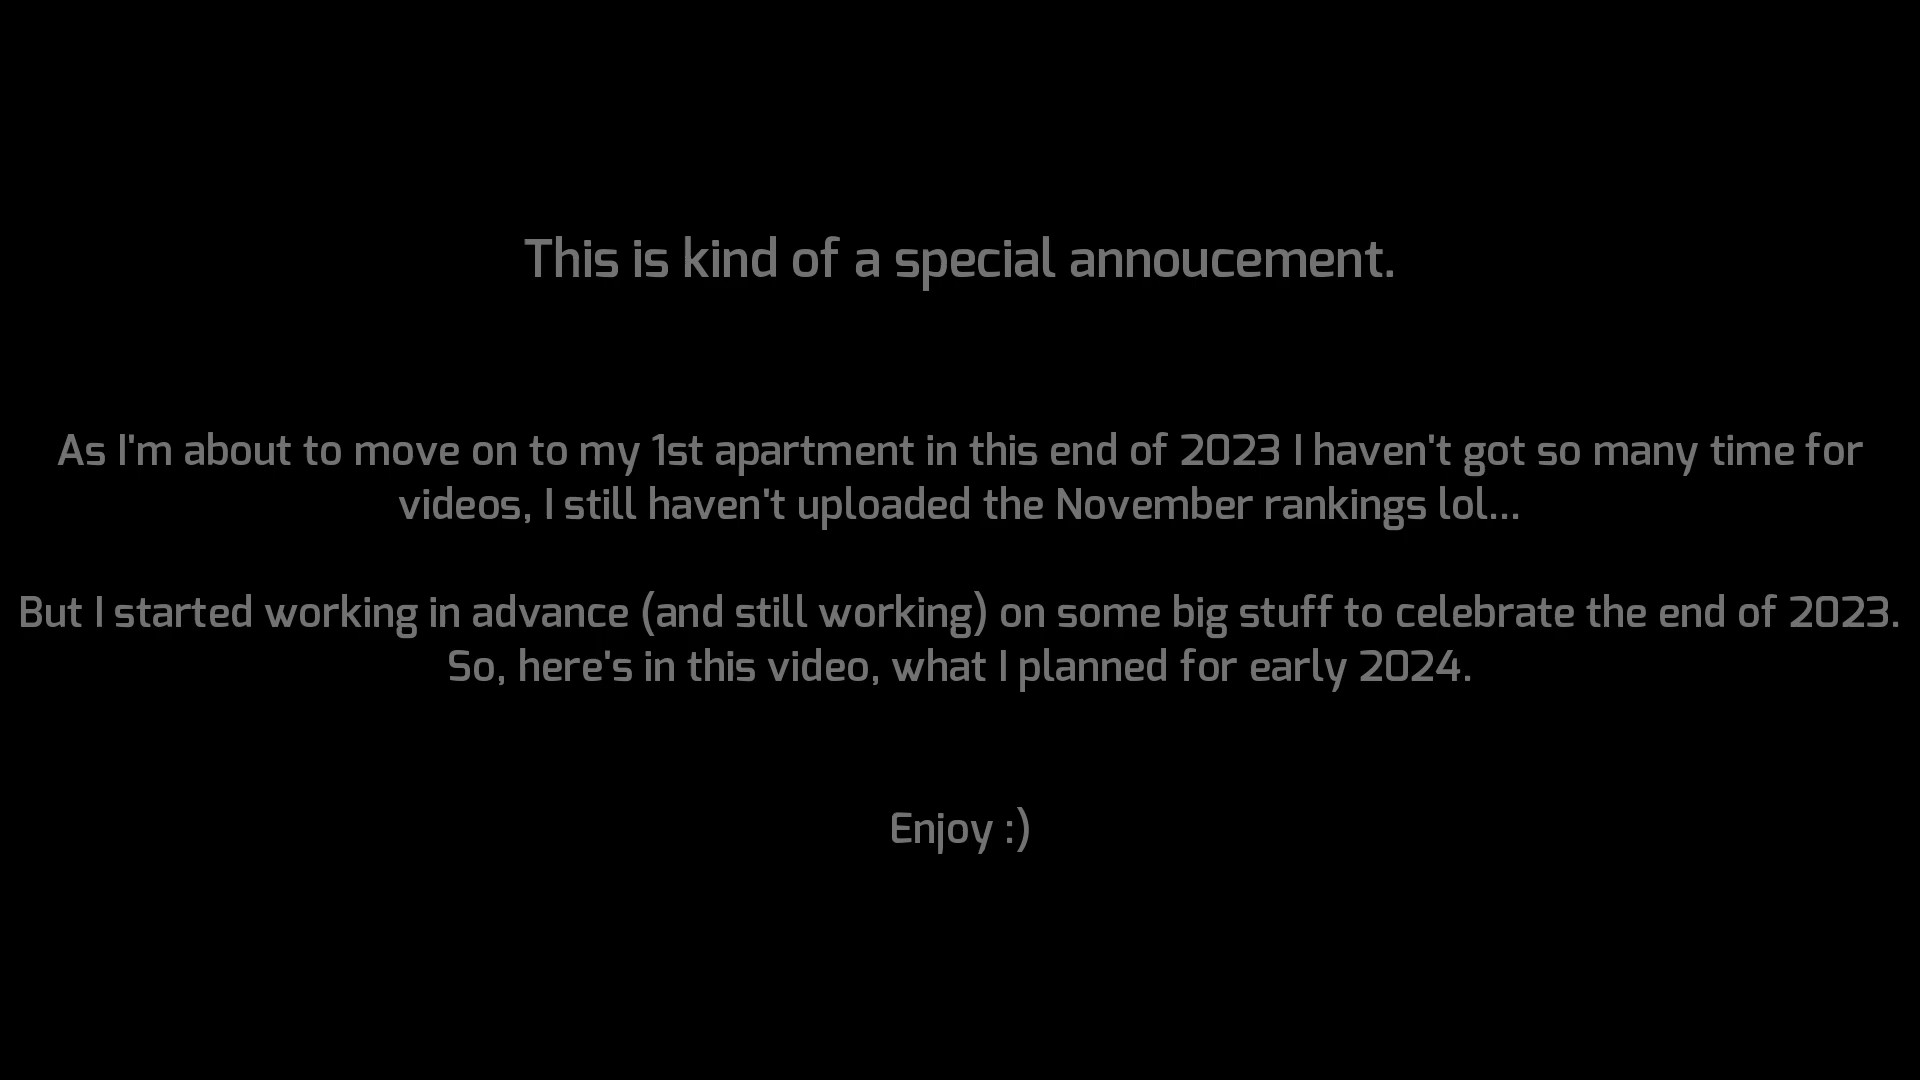 This is kind of a special annoucement.
As I'm about to move on to my 1st apartment in this end of 2023 I haven't got so many time for
videos, I still haven't uploaded the November rankings lol...
But I started working in advance (and still working) on some big stuff to celebrate the end of 2023.
So, here's in this video, what I planned for early 2024.
Enjoy :)